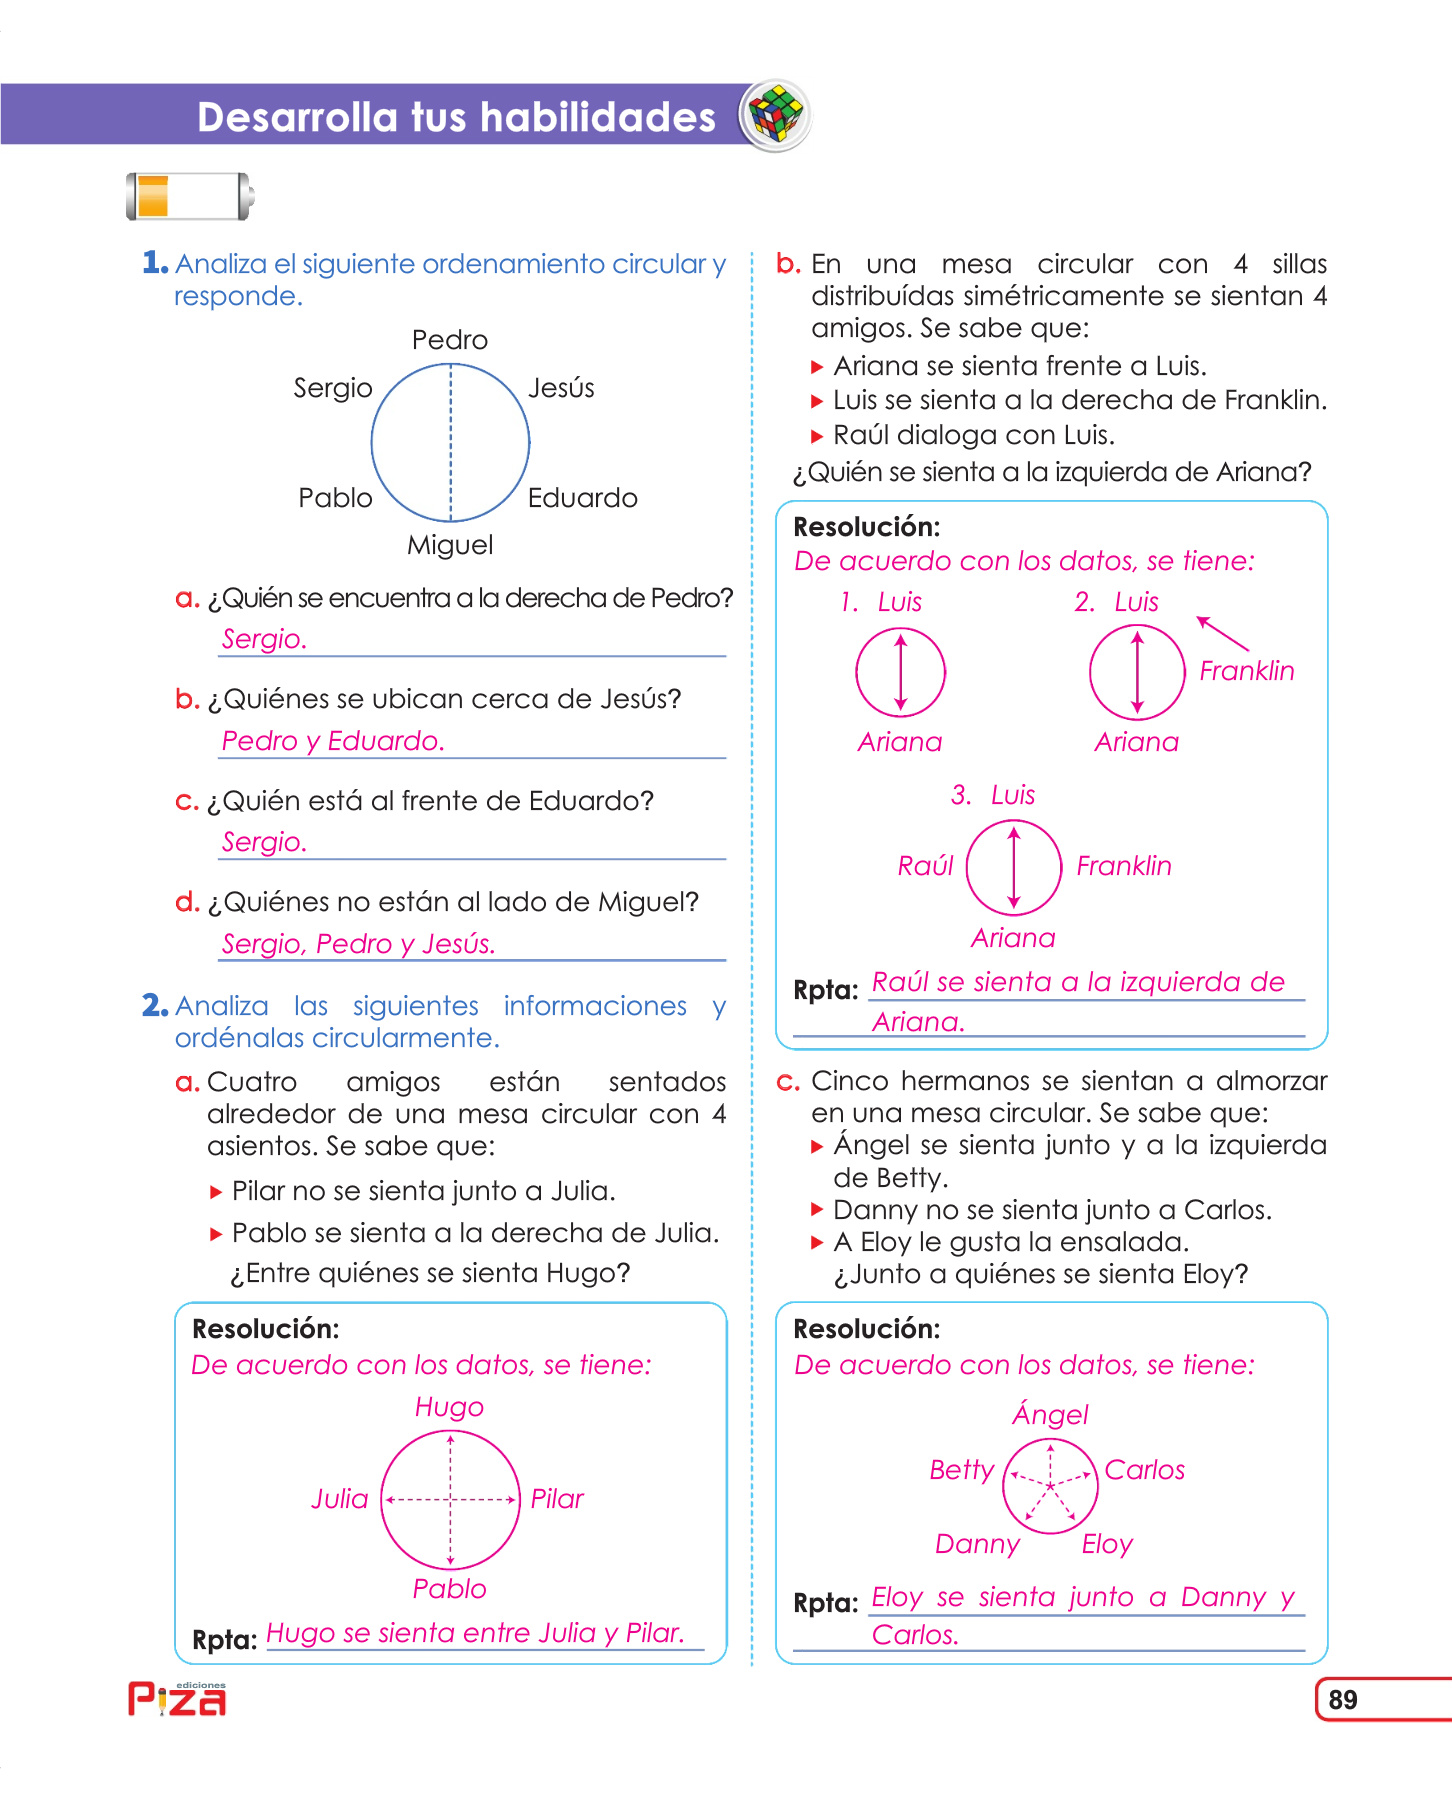 Desarrolla tus habilidades
1. Analiza el siguiente ordenamiento circular y
responde.
Pedro
Sergio
Jesús
Pablo
Eduardo
Miguel
a. ¿Quién se encuentra a la derecha de Pedro?
Sergio.
b. ¿Quiénes se ubican cerca de Jesús?
Pedro y Eduardo.
c. ¿Quién está al frente de Eduardo?
Sergio.
d. ¿Quiénes no están al lado de Miguel?
Sergio, Pedro y Jesús.
2. Analiza las siguientes informaciones y
ordénalas circularmente.
a. Cuatro amigos están sentados
alrededor de una mesa circular con 4
asientos. Se sabe que:
Pilar no se sienta junto a Julia.
Pablo se sienta a la derecha de Julia.
¿Entre quiénes se sienta Hugo?
Resolución:
De acuerdo con los datos, se tiene:
Hugo
Julia
Pilar
Pablo
Rpta: Hugo se sienta entre Julia y Pilar.
b. En una mesa circular con 4 sillas
distribuídas simétricamente se sientan 4
amigos. Se sabe que:
Ariana se sienta frente a Luis.
Luis se sienta a la derecha de Franklin.
Raúl dialoga con Luis.
¿Quién se sienta a la izquierda de Ariana?
Resolución:
De acuerdo con los datos, se tiene:
1. Luis
2. Luis
Franklin
Ariana
Ariana
3. Luis
Raúl
Franklin
Ariana
Rpta: Raúl se sienta a la izquierda de
Ariana.
c. Cinco hermanos se sientan a almorzar
en una mesa circular. Se sabe que:
Ángel se sienta junto y a la izquierda
de Betty.
Danny no se sienta junto a Carlos.
A Eloy le gusta la ensalada.
¿Junto a quiénes se sienta Eloy?
Resolución:
De acuerdo con los datos, se tiene:
Ángel
Betty
Carlos
Danny
Eloy
Rpta: Eloy se sienta junto a Danny y
Carlos.
ediciones
Piza
89